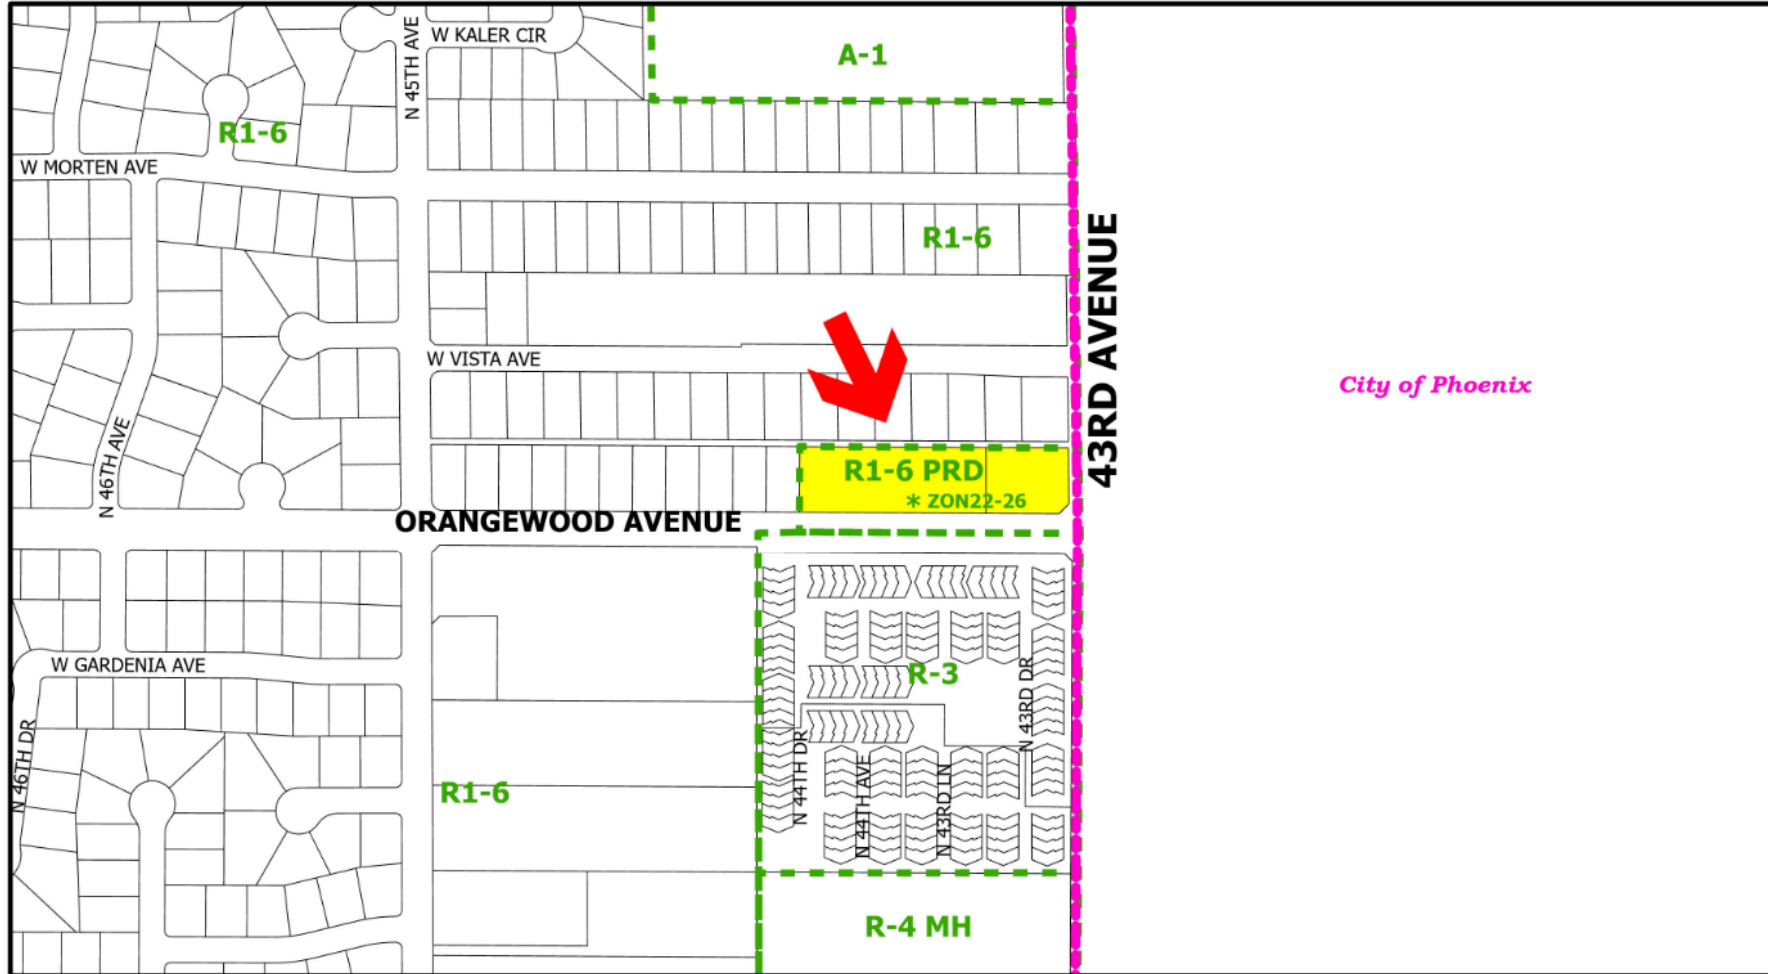 W KALER CIR
A-1
N 45TH AVE
R1-6
W MORTEN AVE
R1-6
43RD AVENUE
W VISTA AVE
City of Phoenix
N 46TH AVE
R1-6 PRD
* ZON22-26
ORANGEWOOD AVENUE
W GARDENIA AVE
R-3
N 43RD DR
N 46TH DR
N 44TH DR
R1-6
N 44TH AVE
N 43RD LN
R-4 MH